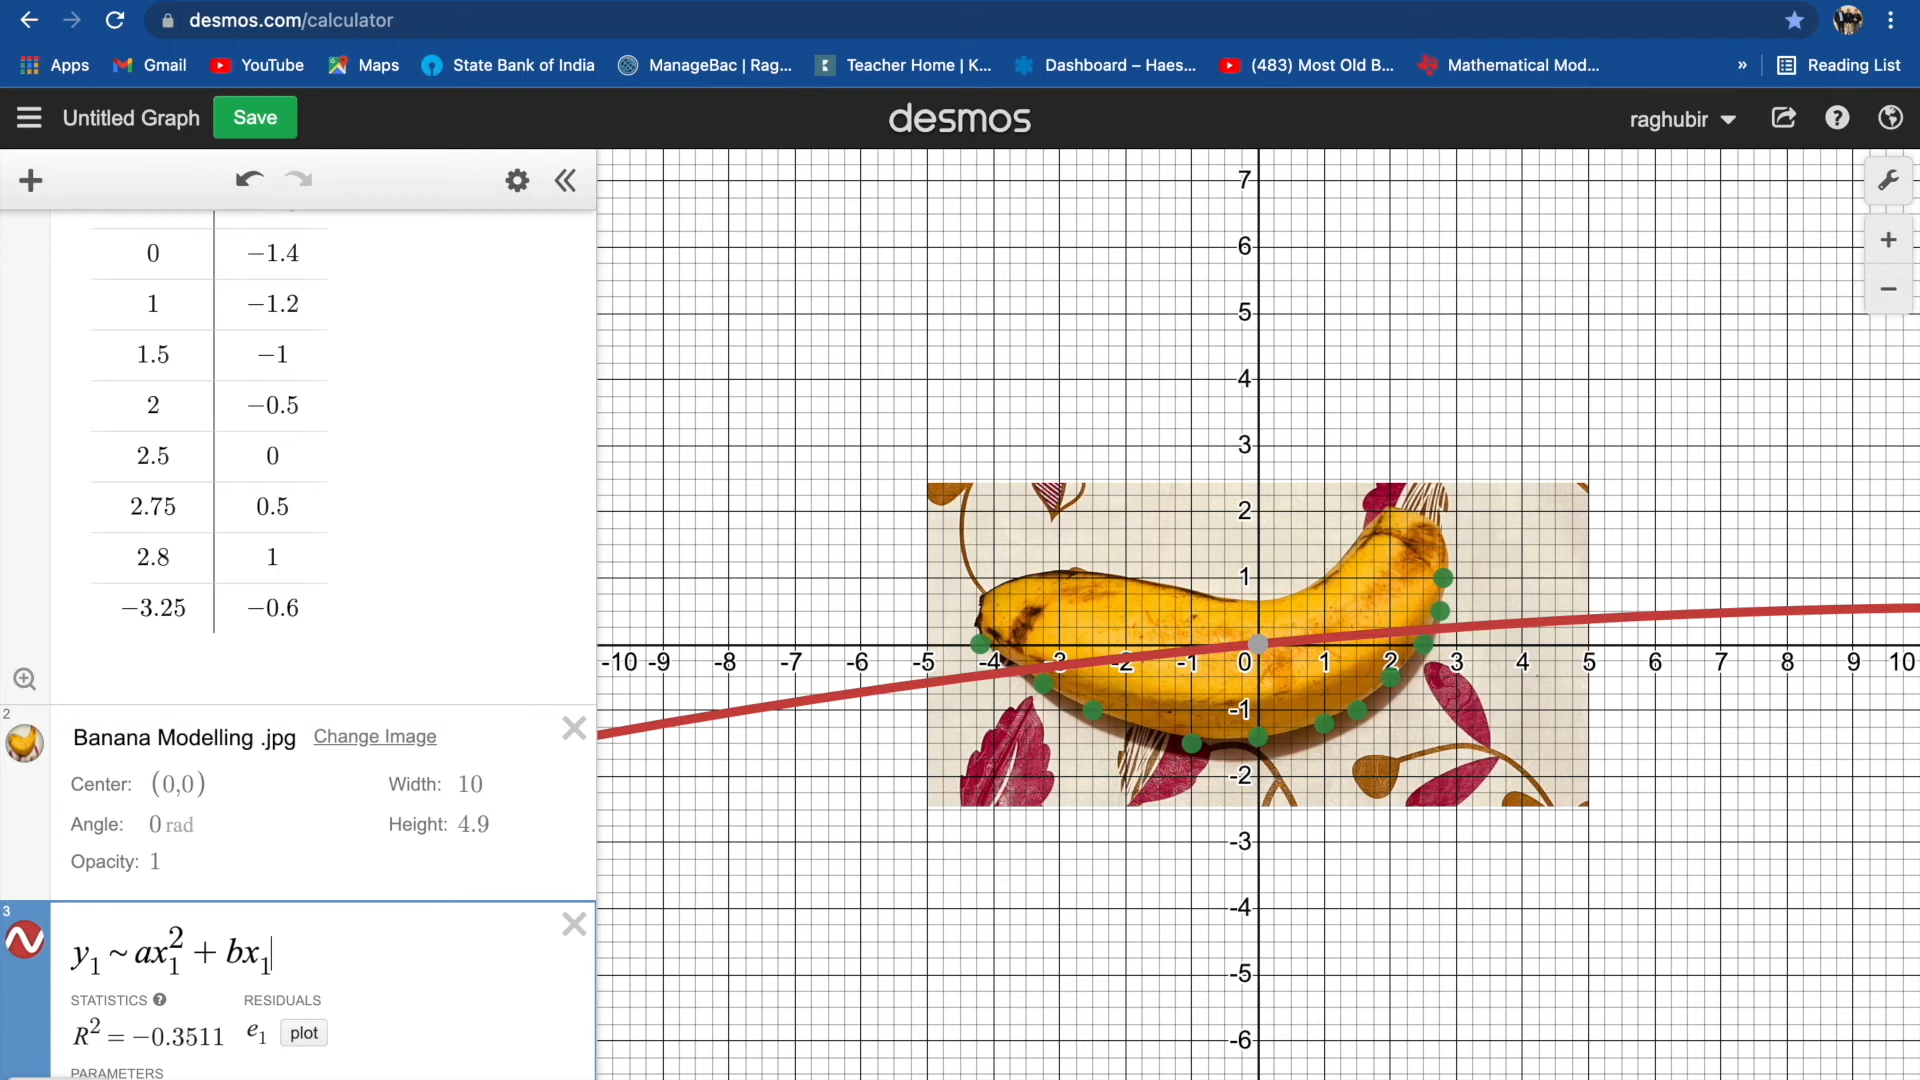 desmos.com/calculator
Apps Gmail YouTube Maps State Bank of India ManageBac | Rag... Teacher Home | K... Dashboard – Haes... (483) Most Old B... Mathematical Mod... » Reading List
Untitled Graph Save desmos raghubir
0 −1.4
1 −1.2
1.5 −1
2 −0.5
2.5 0
2.75 0.5
2.8 1
−3.25 −0.6
2
Banana Modelling .jpg Change Image
Center: (0,0) Width: 10
Angle: 0 rad Height: 4.9
Opacity: 1
3
y₁ ~ ax₁² + bx₁
STATISTICS RESIDUALS
R² = −0.3511 e₁ plot
PARAMETERS
7
6
5
4
3
2
1
-10 -9 -8 -7 -6 -5 -4 -3 -2 -1 0 1 2 3 4 5 6 7 8 9 10
-1
-2
-3
-4
-5
-6